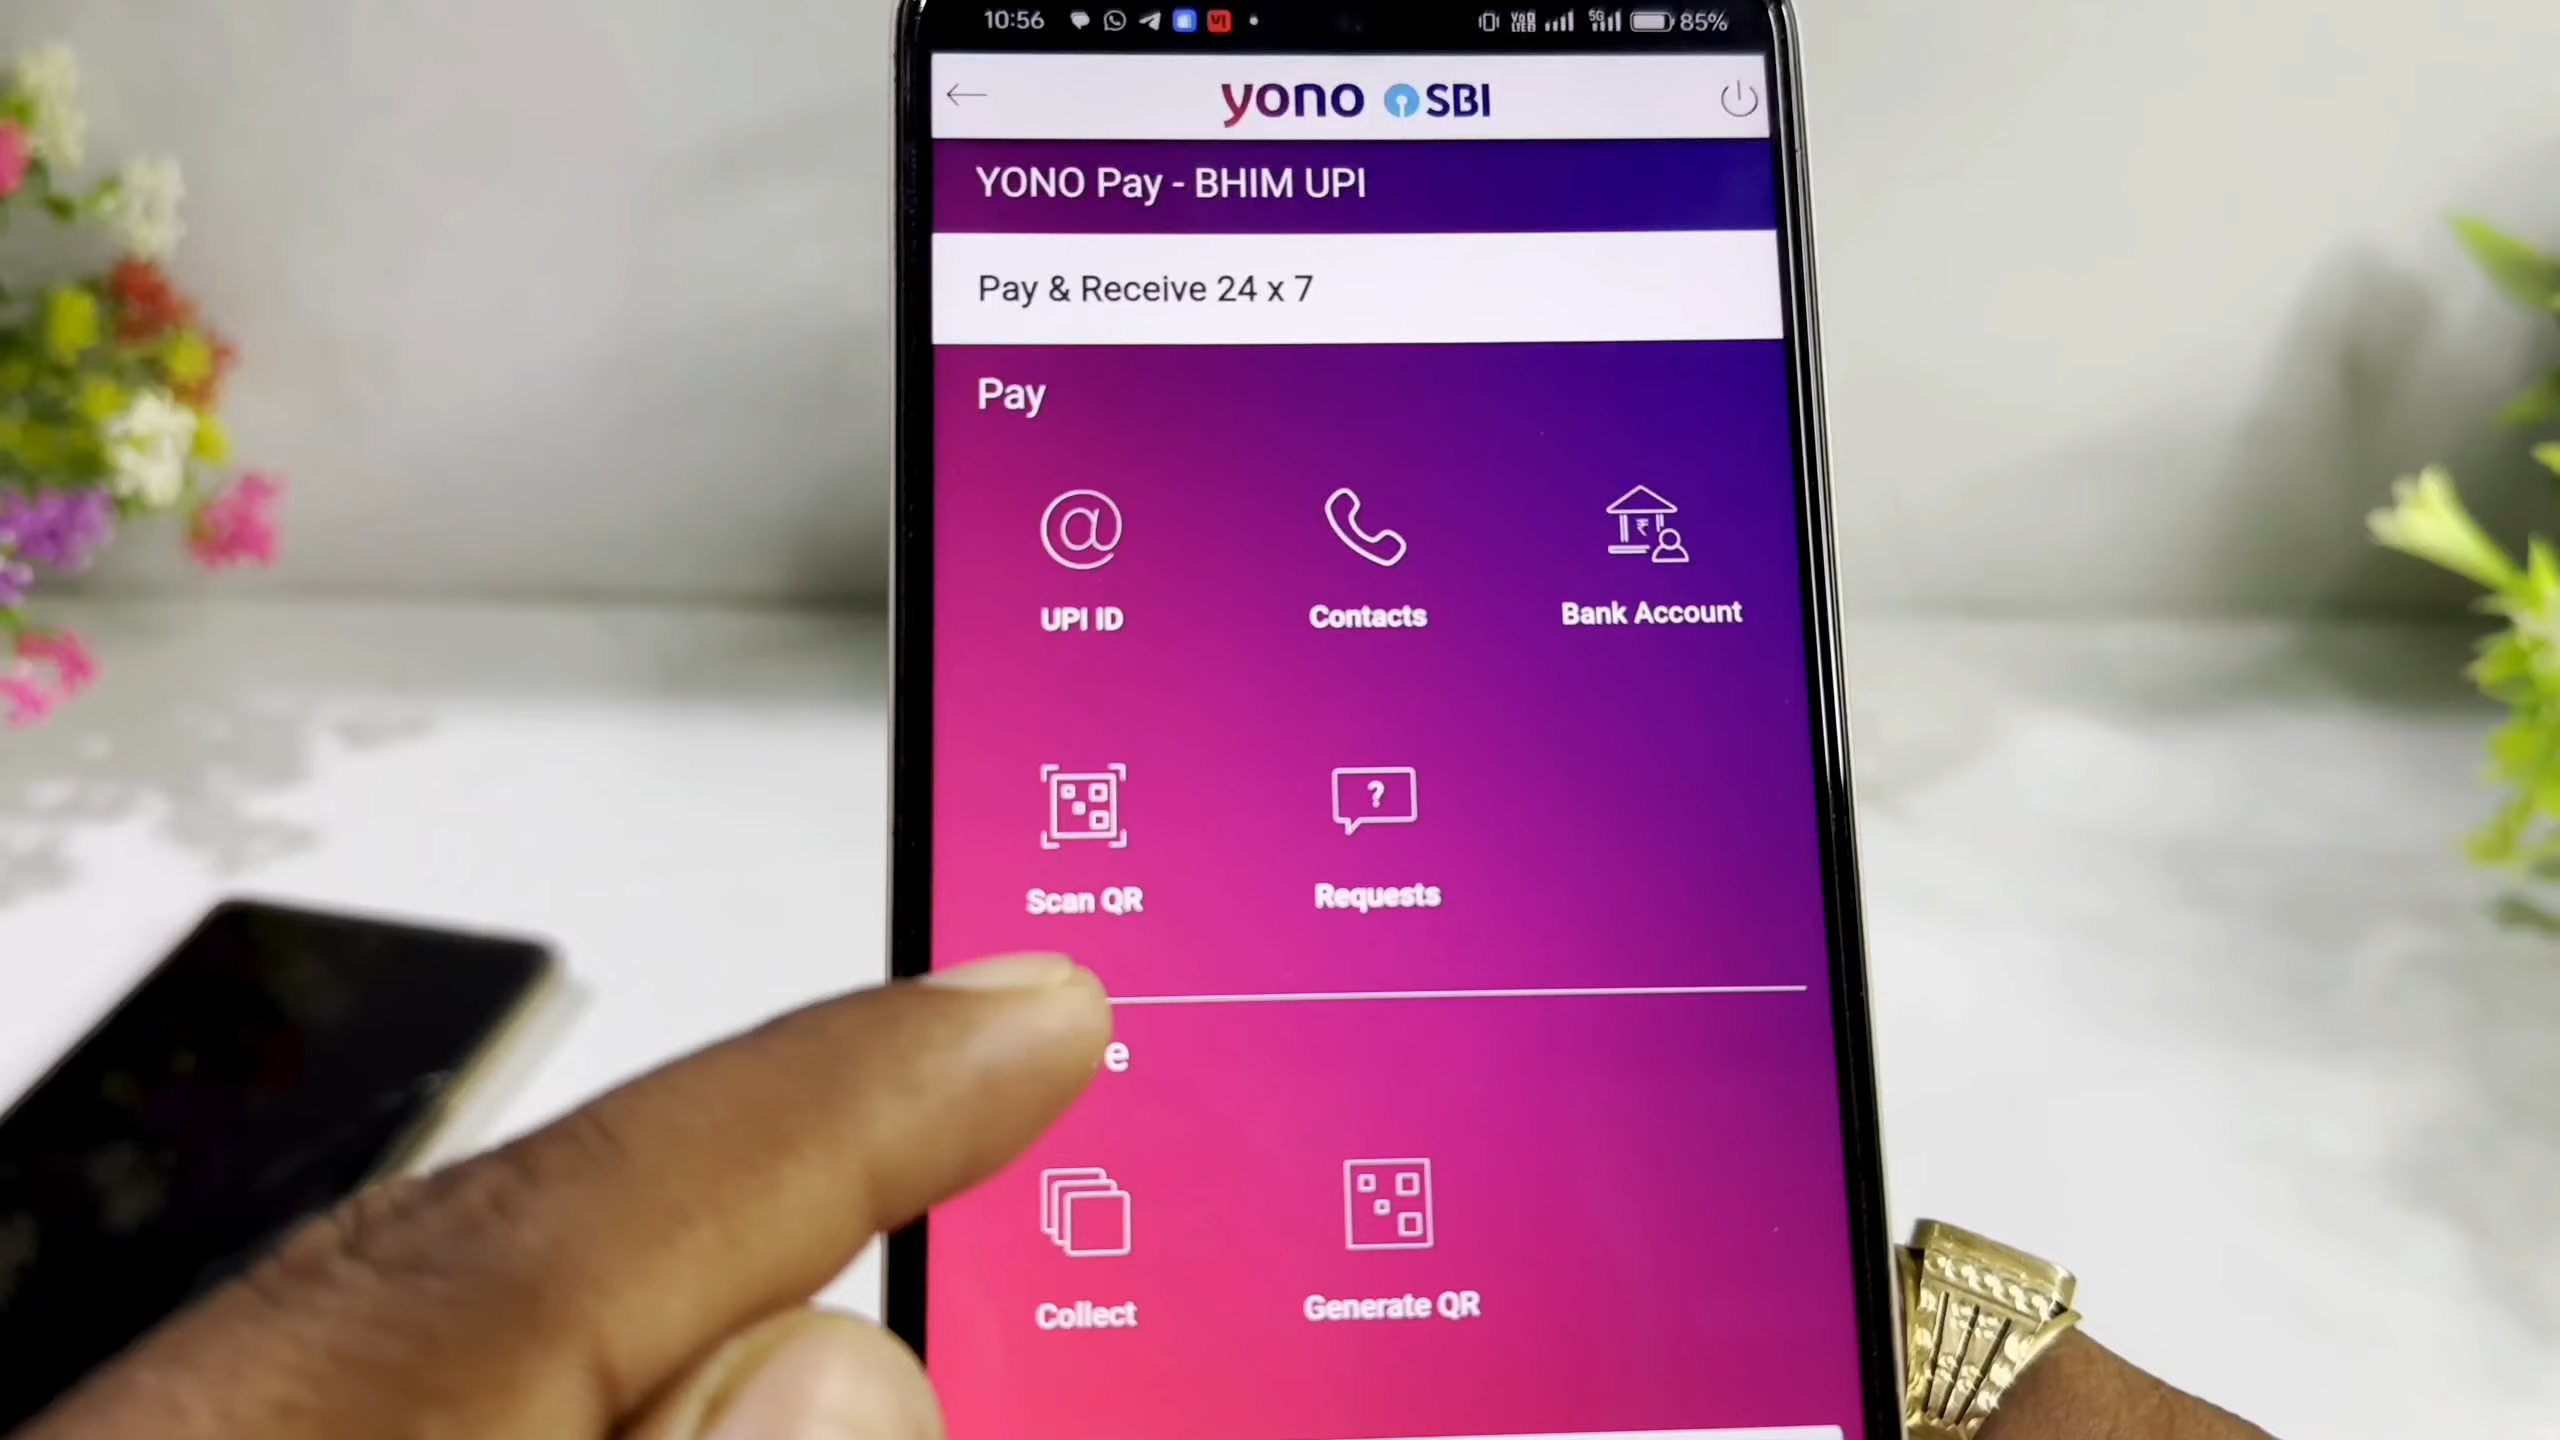 10:56 85%
yono SBI
YONO Pay - BHIM UPI
Pay & Receive 24 x 7
Pay
UPI ID Contacts Bank Account
Scan QR Requests
Collect Generate QR